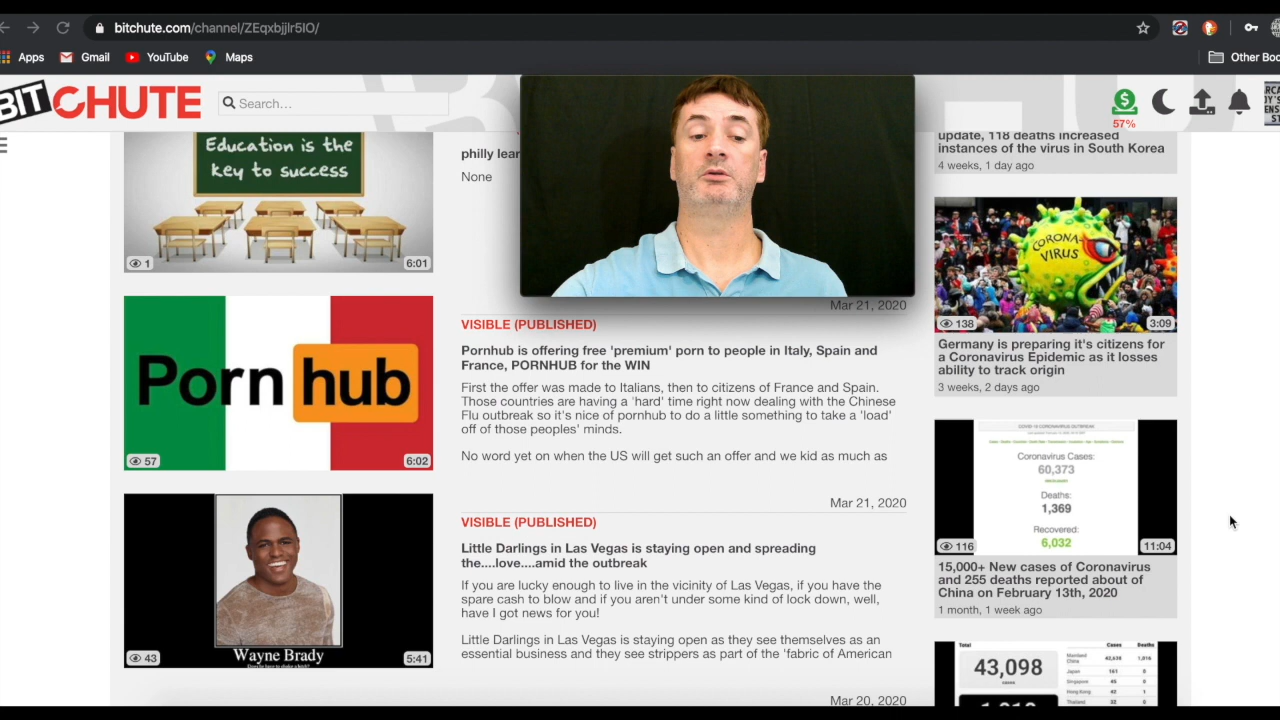 bitchute.com/channel/ZEqxbjjlr5IO/
Apps
Gmail
YouTube
Maps
BIT CHUTE
Search...
57%
Education is the
key to success
1
6:01
None
update, 118 deaths increased
instances of the virus in South Korea
4 weeks, 1 day ago
CORONA
VIRUS
138
3:09
Germany is preparing it's citizens for
a Coronavirus Epidemic as it losses
ability to track origin
3 weeks, 2 days ago
Mar 21, 2020
VISIBLE (PUBLISHED)
Pornhub is offering free 'premium' porn to people in Italy, Spain and
France, PORNHUB for the WIN
First the offer was made to Italians, then to citizens of France and Spain.
Those countries are having a 'hard' time right now dealing with the Chinese
Flu outbreak so it's nice of pornhub to do a little something to take a 'load'
off of those peoples' minds.
No word yet on when the US will get such an offer and we kid as much as
Porn hub
57
6:02
Coronavirus Cases:
60,373
Deaths:
1,369
Recovered:
6,032
116
11:04
15,000+ New cases of Coronavirus
and 255 deaths reported about of
China on February 13th, 2020
1 month, 1 week ago
Mar 21, 2020
VISIBLE (PUBLISHED)
Little Darlings in Las Vegas is staying open and spreading
the....love....amid the outbreak
If you are lucky enough to live in the vicinity of Las Vegas, if you have the
spare cash to blow and if you aren't under some kind of lock down, well,
have I got news for you!
Little Darlings in Las Vegas is staying open as they see themselves as an
essential business and they see strippers as part of the 'fabric of American
Wayne Brady
43
5:41
Total
43,098
Cases
Deaths
Mar 20, 2020